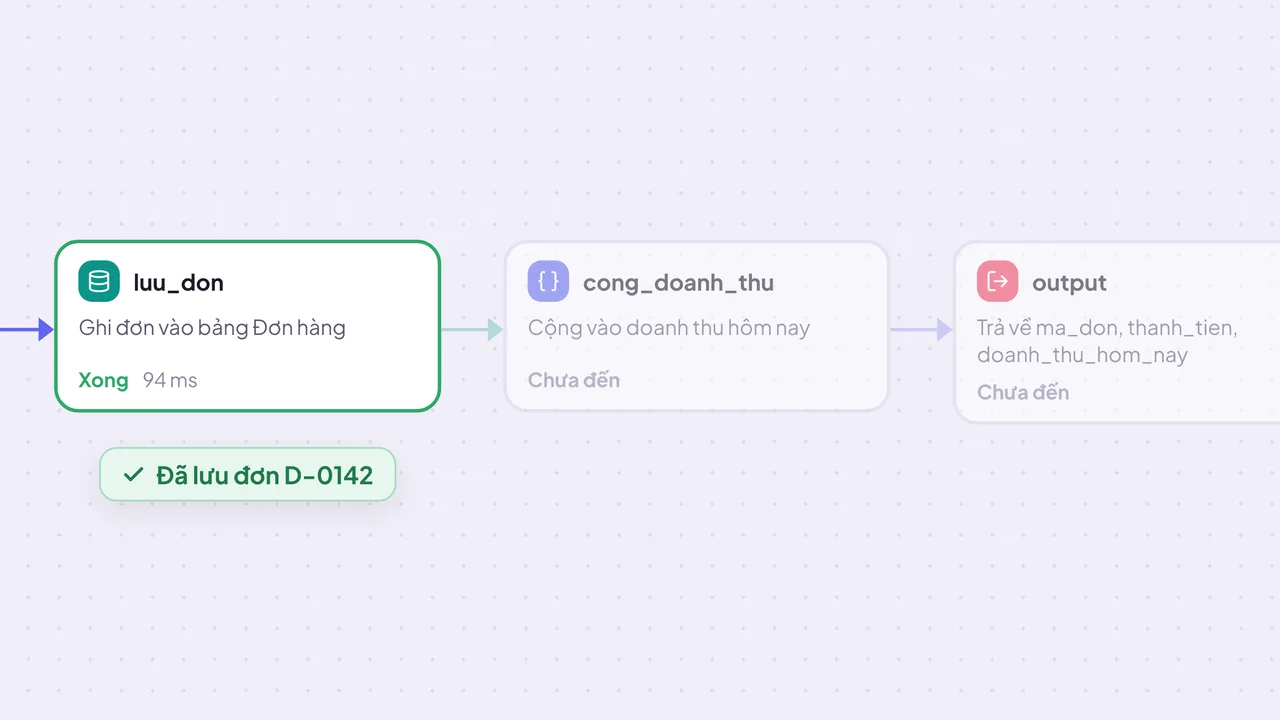 luu_don
Ghi đơn vào bảng Đơn hàng
Xong 94 ms
Đã lưu đơn D-0142
cong_doanh_thu
Cộng vào doanh thu hôm nay
Chưa đến
output
Trả về ma_don, thanh_tien,
doanh_thu_hom_nay
Chưa đến